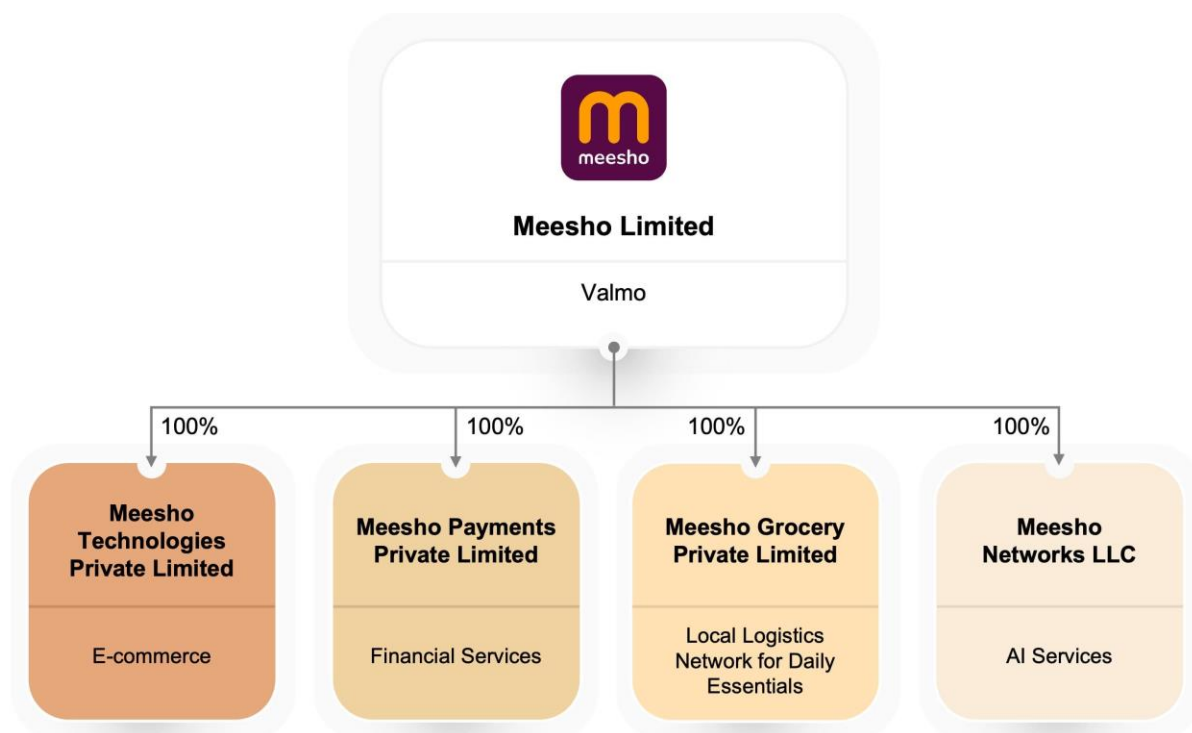 meesho
Meesho Limited
Valmo
100%
100%
100%
100%
Meesho
Technologies
Private Limited
E-commerce
Meesho Payments
Private Limited
Financial Services
Meesho Grocery
Private Limited
Local Logistics
Network for Daily
Essentials
Meesho
Networks LLC
AI Services